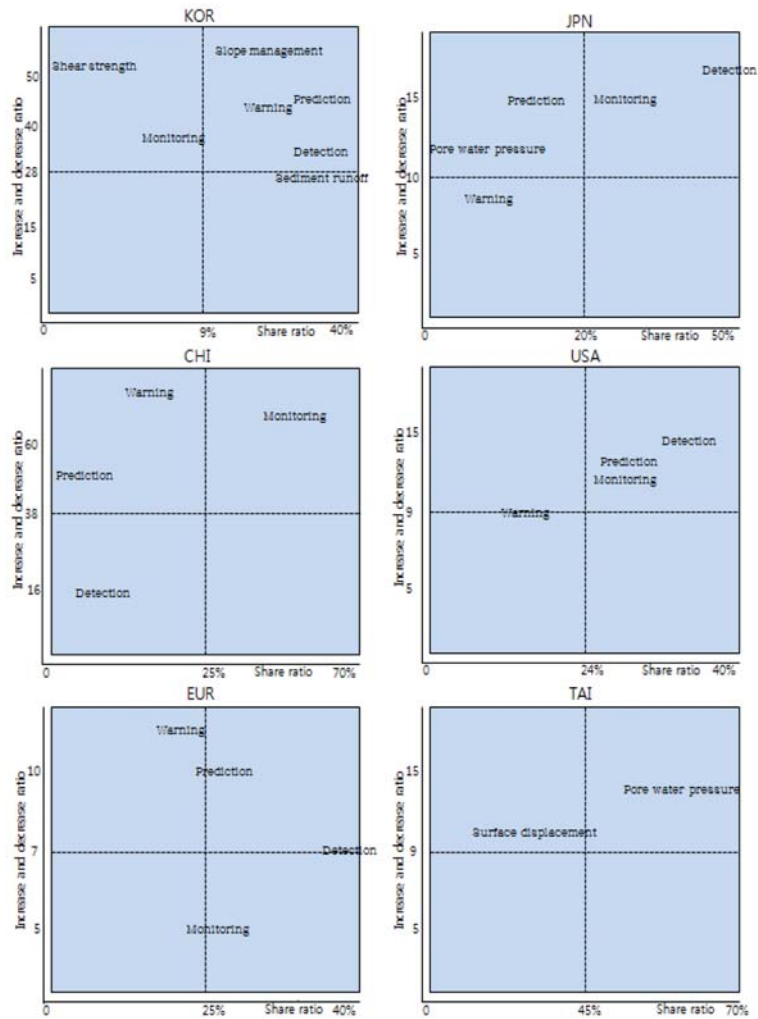 KOR
Increase and decrease ratio
50
40
28
15
5
Shear strength
Slope management
Prediction
Warning
Monitoring
Detection
Sediment runoff
0
9%
Share ratio
40%
JPN
Increase and decrease ratio
15
10
5
Detection
Prediction
Monitoring
Pore water pressure
Warning
0
20%
Share ratio
50%
CHI
Increase and decrease ratio
60
38
16
Warning
Monitoring
Prediction
Detection
0
25%
Share ratio
70%
USA
Increase and decrease ratio
15
9
5
Detection
Prediction
Monitoring
Warning
0
24%
Share ratio
40%
EUR
Increase and decrease ratio
10
7
5
Warning
Prediction
Detection
Monitoring
0
25%
Share ratio
40%
TAI
Increase and decrease ratio
15
9
5
Pore water pressure
Surface displacement
0
45%
Share ratio
70%